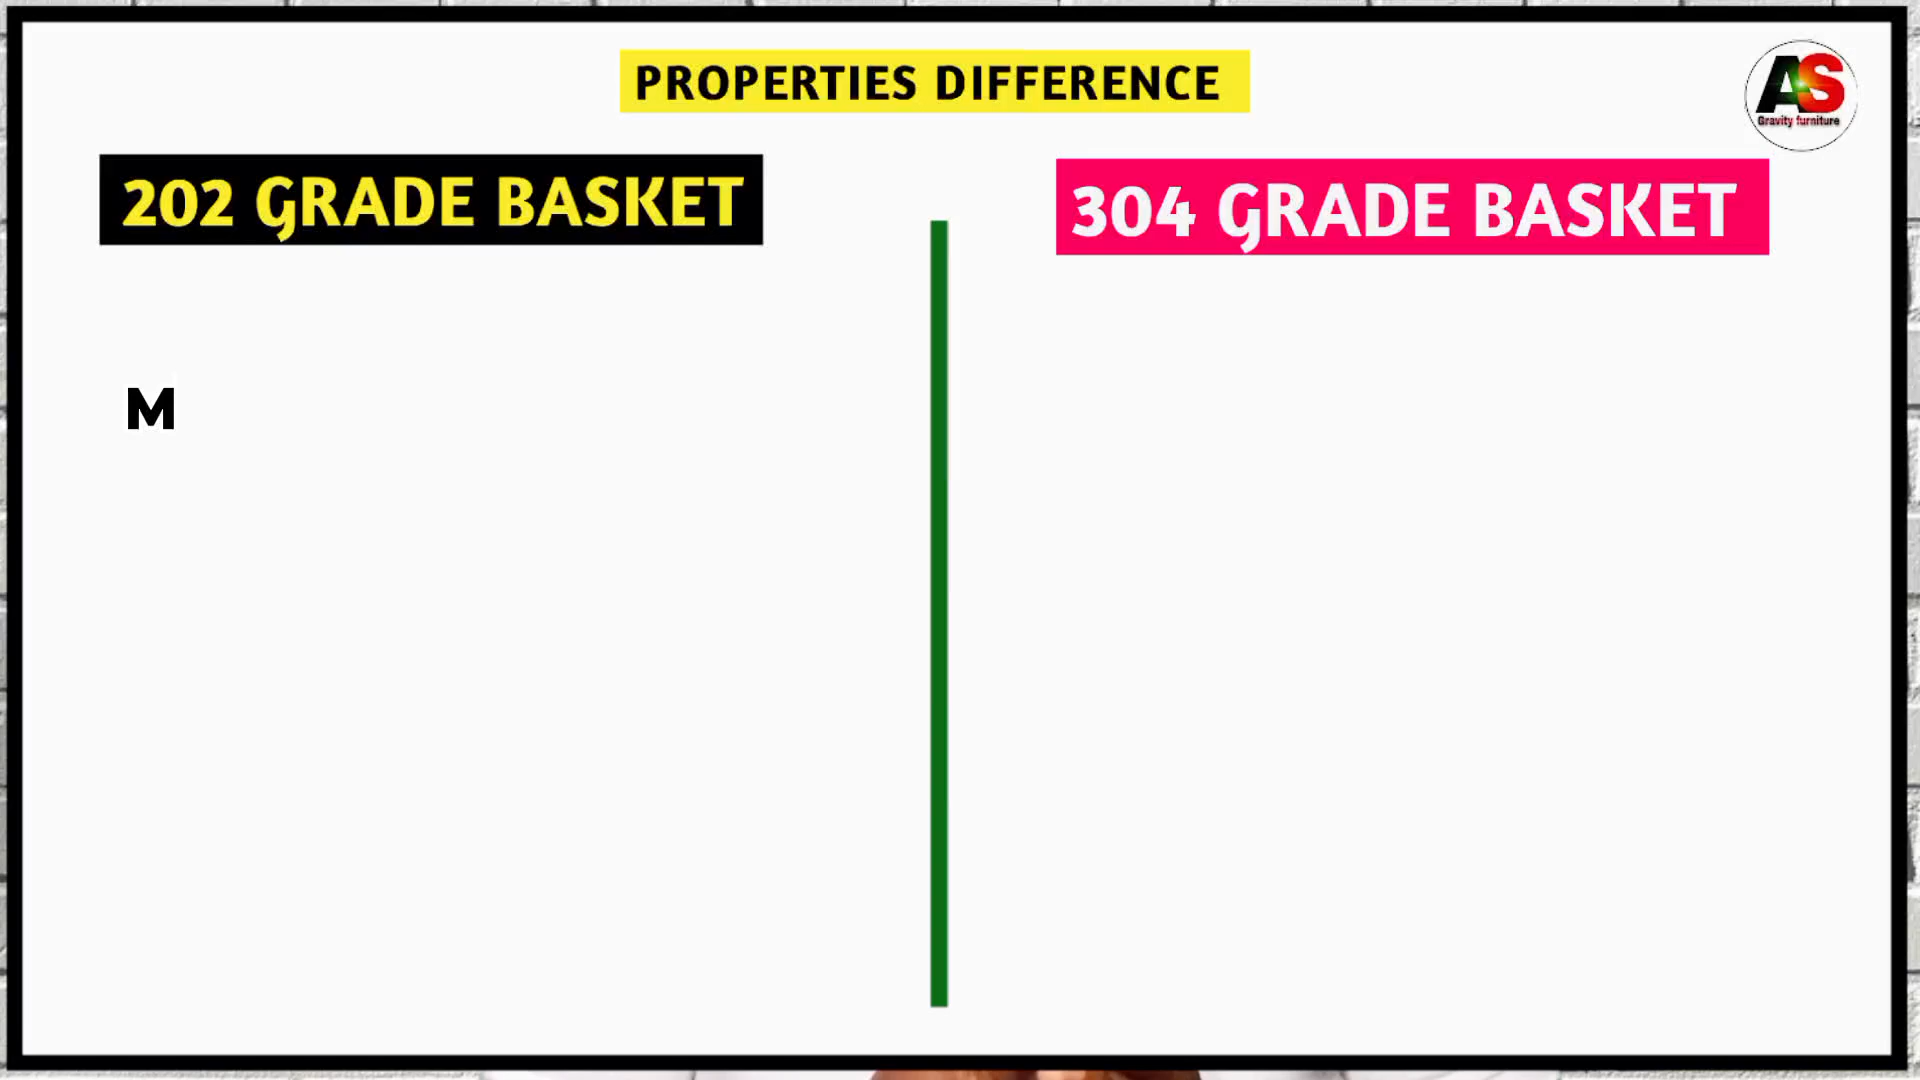 PROPERTIES DIFFERENCE
AS
Gravity furniture
202 GRADE BASKET
304 GRADE BASKET
M